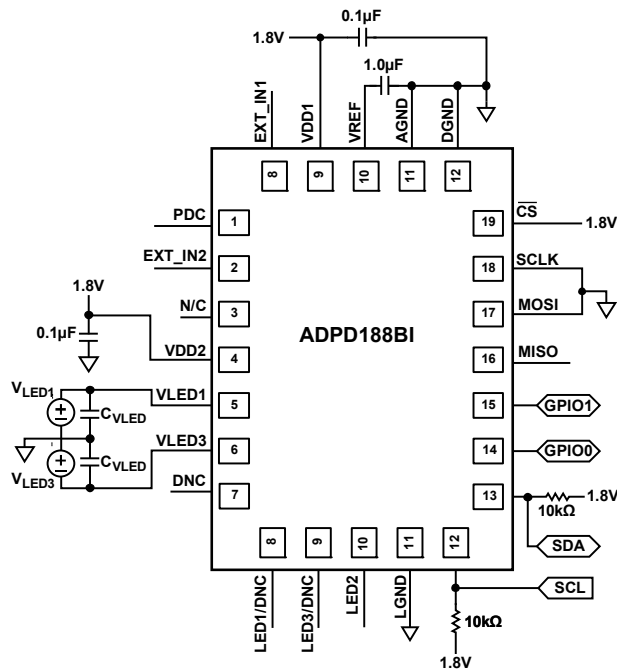 0.1µF
1.8V
1.0µF
EXT_IN1
VDD1
VREF
AGND
DGND
8
9
10
11
12
PDC
1
19
CS
1.8V
EXT_IN2
2
18
SCLK
1.8V
N/C
3
17
MOSI
0.1µF
ADPD188BI
VDD2
4
16
MISO
VLED1
VLED1
5
15
GPIO1
CVLED
VLED3
6
14
GPIO0
CVLED
VLED3
DNC
7
13
1.8V
10kΩ
SDA
8
9
10
11
12
LED1/DNC
LED3/DNC
LED2
LGND
SCL
10kΩ
1.8V